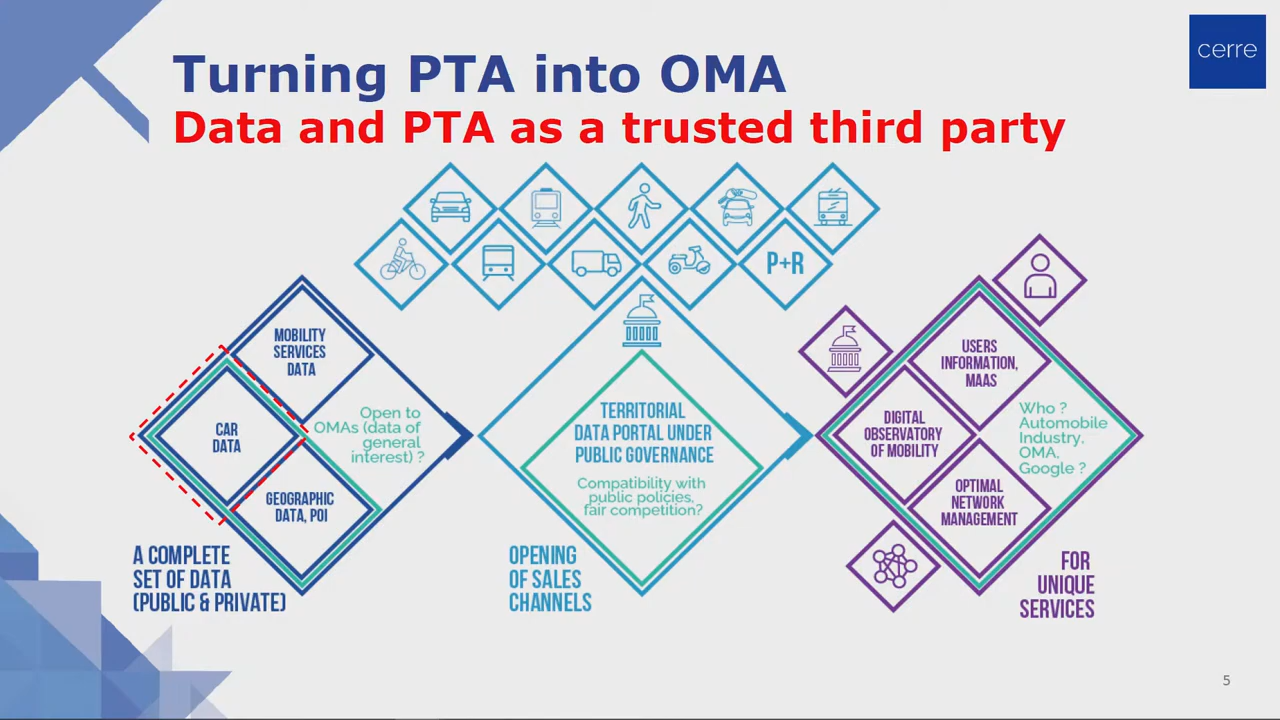 cerre
Turning PTA into OMA
Data and PTA as a trusted third party
P+R
MOBILITY
SERVICES
DATA
CAR
DATA
GEOGRAPHIC
DATA, POI
Open to
OMAs (data of
general
interest) ?
A COMPLETE
SET OF DATA
(PUBLIC & PRIVATE)
TERRITORIAL
DATA PORTAL UNDER
PUBLIC GOVERNANCE
Compatibility with
public policies,
fair competition?
OPENING
OF SALES
CHANNELS
USERS
INFORMATION,
MAAS
DIGITAL
OBSERVATORY
OF MOBILITY
OPTIMAL
NETWORK
MANAGEMENT
Who ?
Automobile
Industry,
OMA,
Google ?
FOR
UNIQUE
SERVICES
5